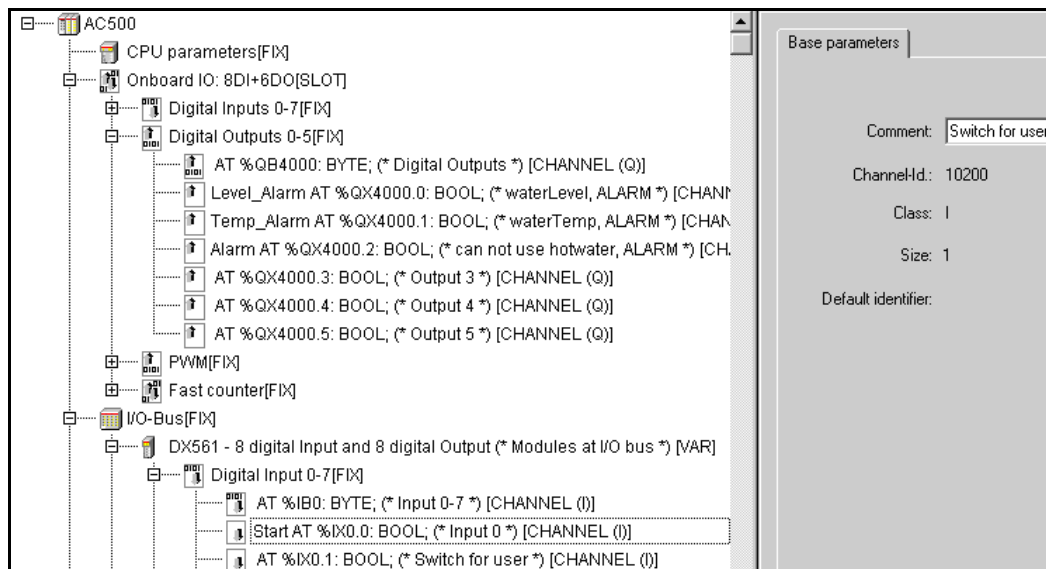 AC500
CPU parameters[FIX]
Onboard IO: 8DI+6DO[SLOT]
Digital Inputs 0-7[FIX]
Digital Outputs 0-5[FIX]
AT %QB4000: BYTE; (* Digital Outputs *) [CHANNEL (Q)]
Level_Alarm AT %QX4000.0: BOOL; (* waterLevel, ALARM *) [CHANN
Temp_Alarm AT %QX4000.1: BOOL; (* waterTemp, ALARM *) [CHAN
Alarm AT %QX4000.2: BOOL; (* can not use hotwater, ALARM *) [CH
AT %QX4000.3: BOOL; (* Output 3 *) [CHANNEL (Q)]
AT %QX4000.4: BOOL; (* Output 4 *) [CHANNEL (Q)]
AT %QX4000.5: BOOL; (* Output 5 *) [CHANNEL (Q)]
PWM[FIX]
Fast counter[FIX]
I/O-Bus[FIX]
DX561 - 8 digital Input and 8 digital Output (* Modules at I/O bus *) [VAR]
Digital Input 0-7[FIX]
AT %IB0: BYTE; (* Input 0-7 *) [CHANNEL (I)]
Start AT %IX0.0: BOOL; (* Input 0 *) [CHANNEL (I)]
AT %IX0.1: BOOL; (* Switch for user *) [CHANNEL (I)]
Base parameters
Comment: Switch for user
Channel-Id.: 10200
Class: I
Size: 1
Default identifier: